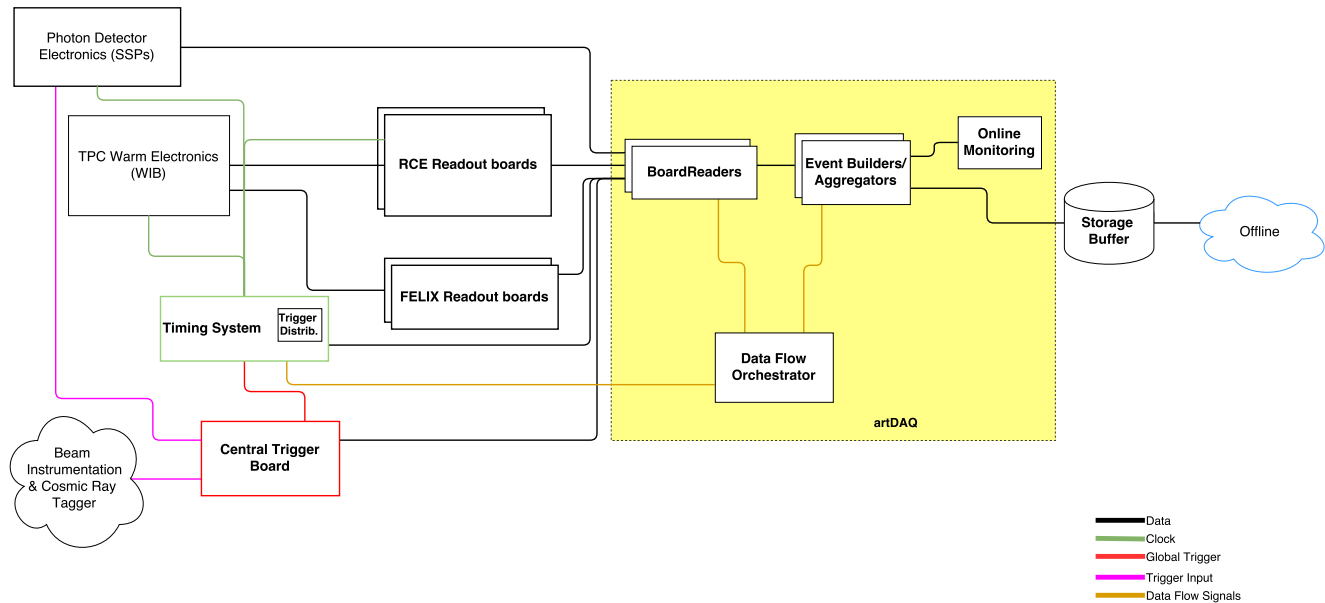 Photon Detector
Electronics (SSPs)
TPC Warm Electronics
(WIB)
RCE Readout boards
FELIX Readout boards
Timing System
Trigger
Distrib.
Central Trigger
Board
Beam
Instrumentation
& Cosmic Ray
Tagger
BoardReaders
Event Builders/
Aggregators
Online
Monitoring
Data Flow
Orchestrator
artDAQ
Storage
Buffer
Offline
Data
Clock
Global Trigger
Trigger Input
Data Flow Signals